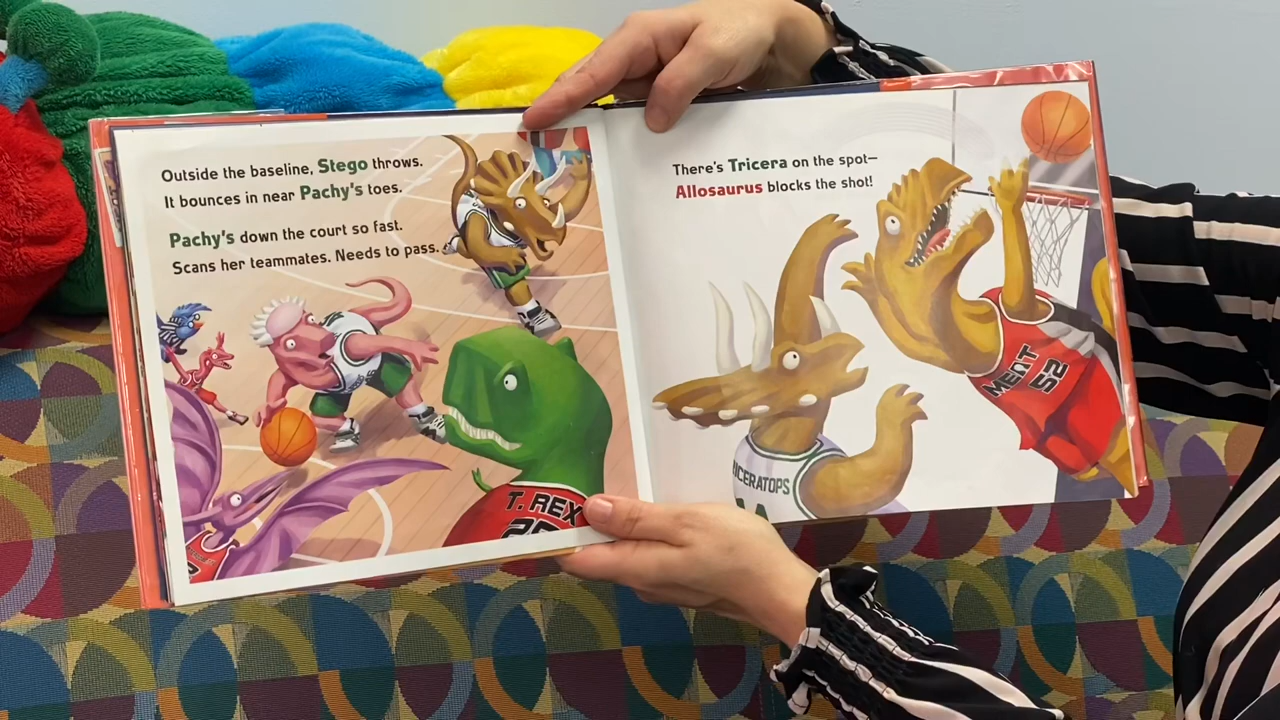 Outside the baseline, Stego throws.
It bounces in near Pachy's toes.
Pachy's down the court so fast.
Scans her teammates. Needs to pass.
T. REX
There's Tricera on the spot—
Allosaurus blocks the shot!
ICERATOPS
MEAT
52